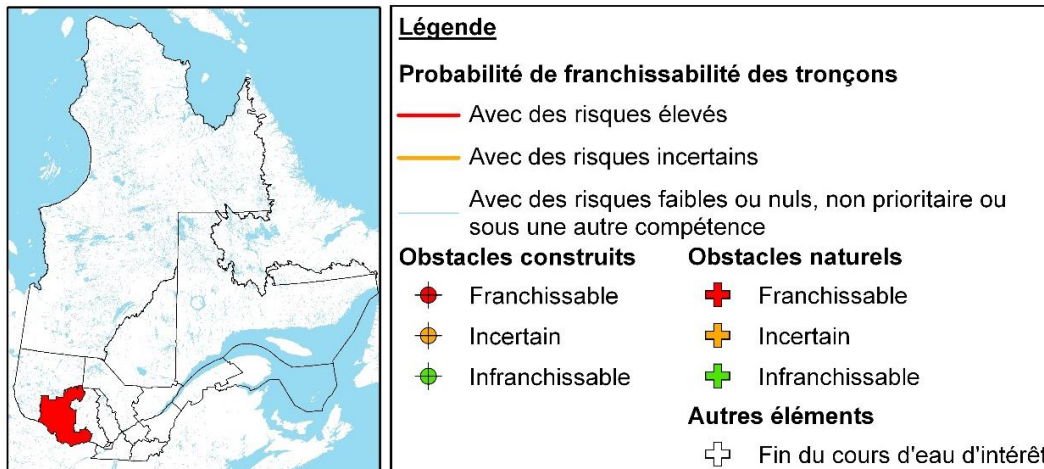 Légende
Probabilité de franchissabilité des tronçons
Avec des risques élevés
Avec des risques incertains
Avec des risques faibles ou nuls, non prioritaire ou
sous une autre compétence
Obstacles construits
Franchissable
Incertain
Infranchissable
Obstacles naturels
Franchissable
Incertain
Infranchissable
Autres éléments
Fin du cours d'eau d'intérêt